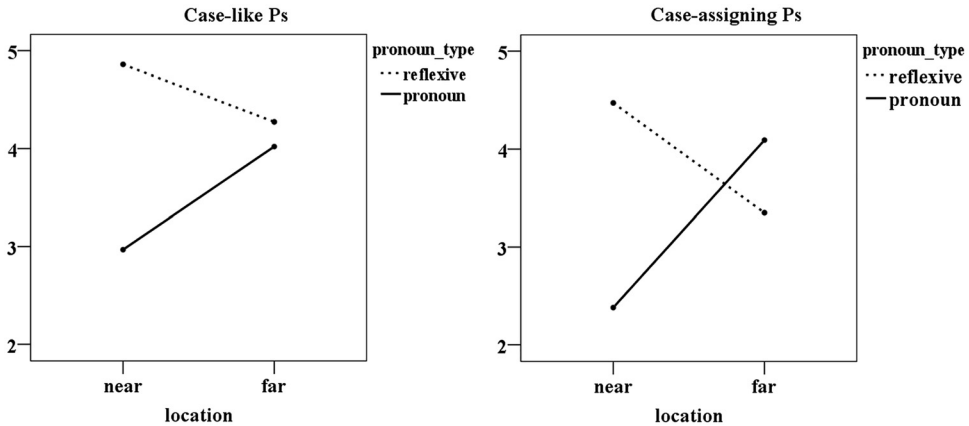 Case-like Ps
5
4
3
2
near far
location
pronoun_type
reflexive
pronoun
Case-assigning Ps
5
4
3
2
near far
location
pronoun_type
reflexive
pronoun